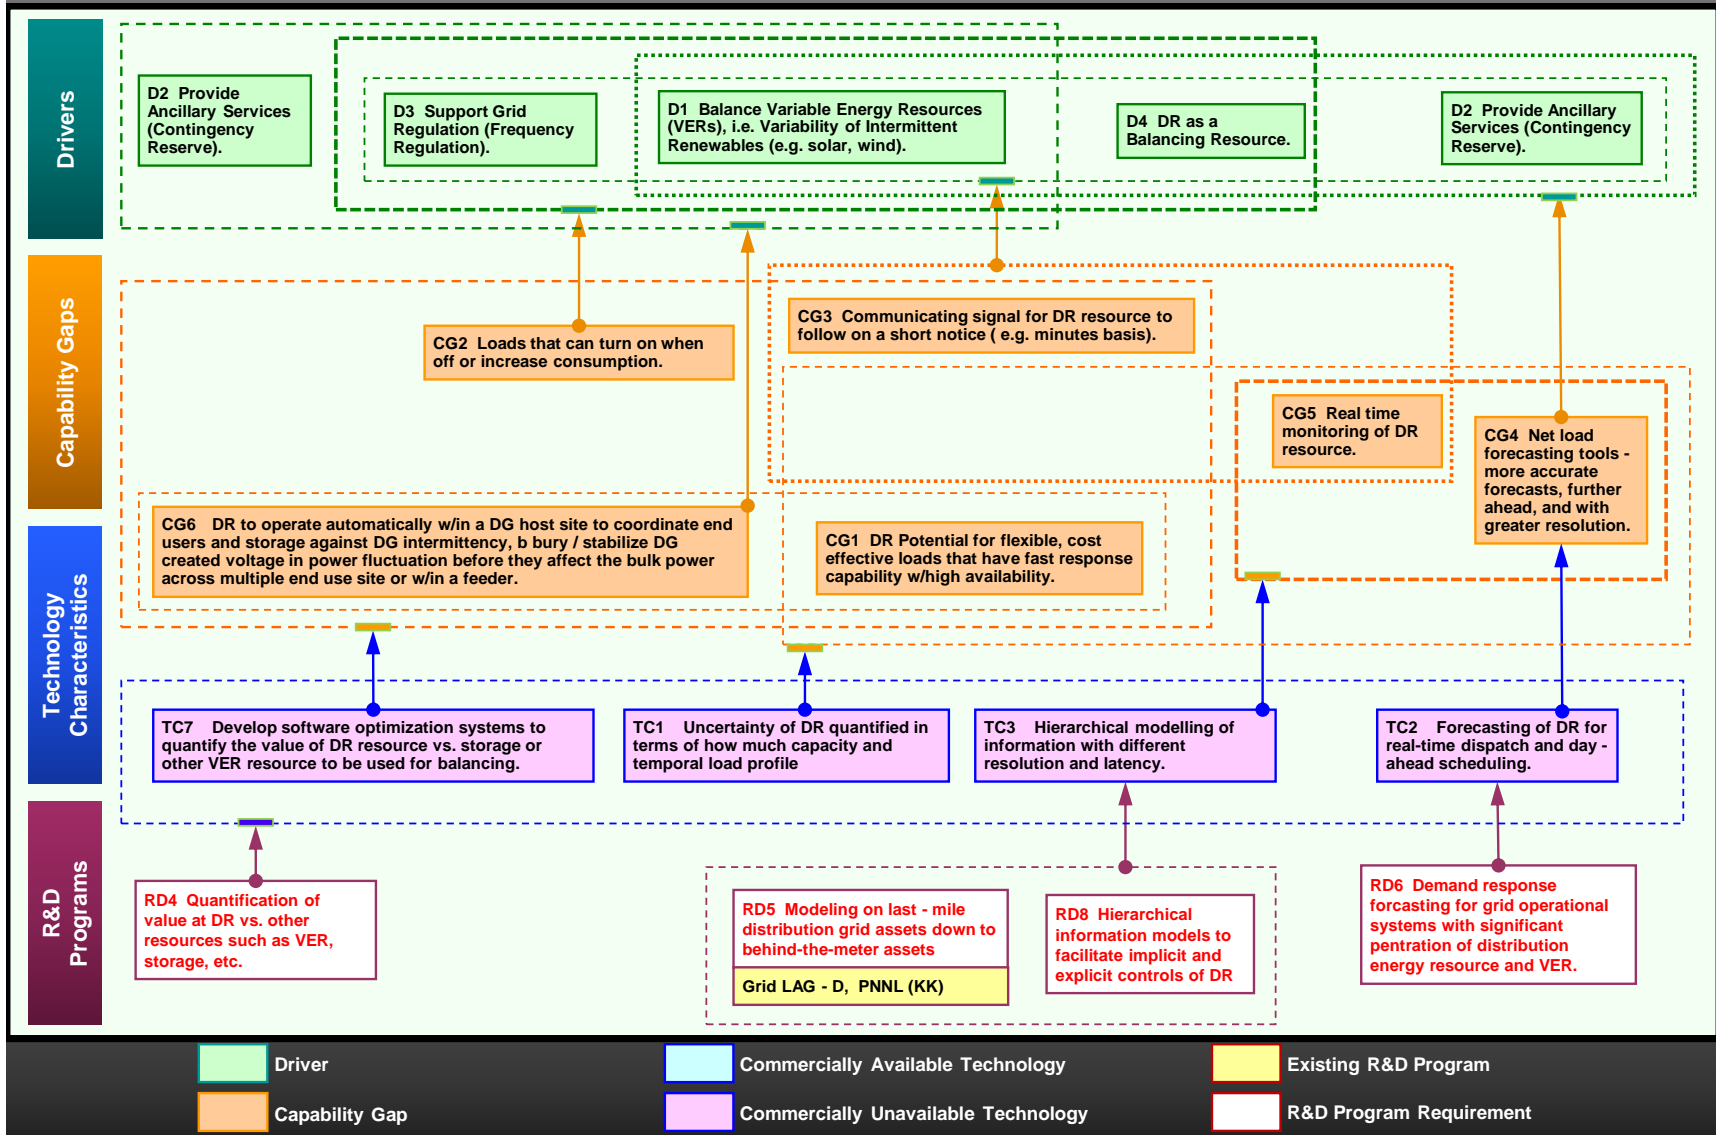 Drivers
D2 Provide
Ancillary Services
(Contingency
Reserve).
D3 Support Grid
Regulation (Frequency
Regulation).
D1 Balance Variable Energy Resources
(VERs), i.e. Variability of Intermittent
Renewables (e.g. solar, wind).
D4 DR as a
Balancing Resource.
D2 Provide Ancillary
Services (Contingency
Reserve).
Capability Gaps
CG2 Loads that can turn on when
off or increase consumption.
CG3 Communicating signal for DR resource to
follow on a short notice ( e.g. minutes basis).
CG5 Real time
monitoring of DR
resource.
CG4 Net load
forecasting tools -
more accurate
forecasts, further
ahead, and with
greater resolution.
CG6 DR to operate automatically w/in a DG host site to coordinate end
users and storage against DG intermittency, b bury / stabilize DG
created voltage in power fluctuation before they affect the bulk power
across multiple end use site or w/in a feeder.
CG1 DR Potential for flexible, cost
effective loads that have fast response
capability w/high availability.
Technology
Characteristics
TC7 Develop software optimization systems to
quantify the value of DR resource vs. storage or
other VER resource to be used for balancing.
TC1 Uncertainty of DR quantified in
terms of how much capacity and
temporal load profile
TC3 Hierarchical modelling of
information with different
resolution and latency.
TC2 Forecasting of DR for
real-time dispatch and day -
ahead scheduling.
R&D
Programs
RD4 Quantification of
value at DR vs. other
resources such as VER,
storage, etc.
RD5 Modeling on last - mile
distribution grid assets down to
behind-the-meter assets
Grid LAG - D, PNNL (KK)
RD8 Hierarchical
information models to
facilitate implicit and
explicit controls of DR
RD6 Demand response
forcasting for grid operational
systems with significant
pentration of distribution
energy resource and VER.
Driver
Commercially Available Technology
Existing R&D Program
Capability Gap
Commercially Unavailable Technology
R&D Program Requirement